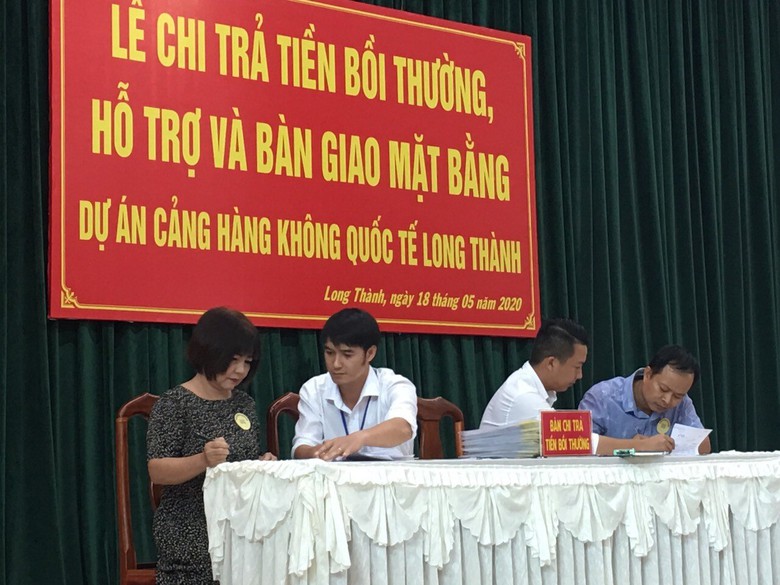 LỄ CHI TRẢ TIỀN BỒI THƯỜNG,
HỖ TRỢ VÀ BÀN GIAO MẶT BẰNG
DỰ ÁN CẢNG HÀNG KHÔNG QUỐC TẾ LONG THÀNH
Long Thành, ngày 18 tháng 05 năm 2020
BÀN CHI TRẢ
TIỀN BỒI THƯỜNG